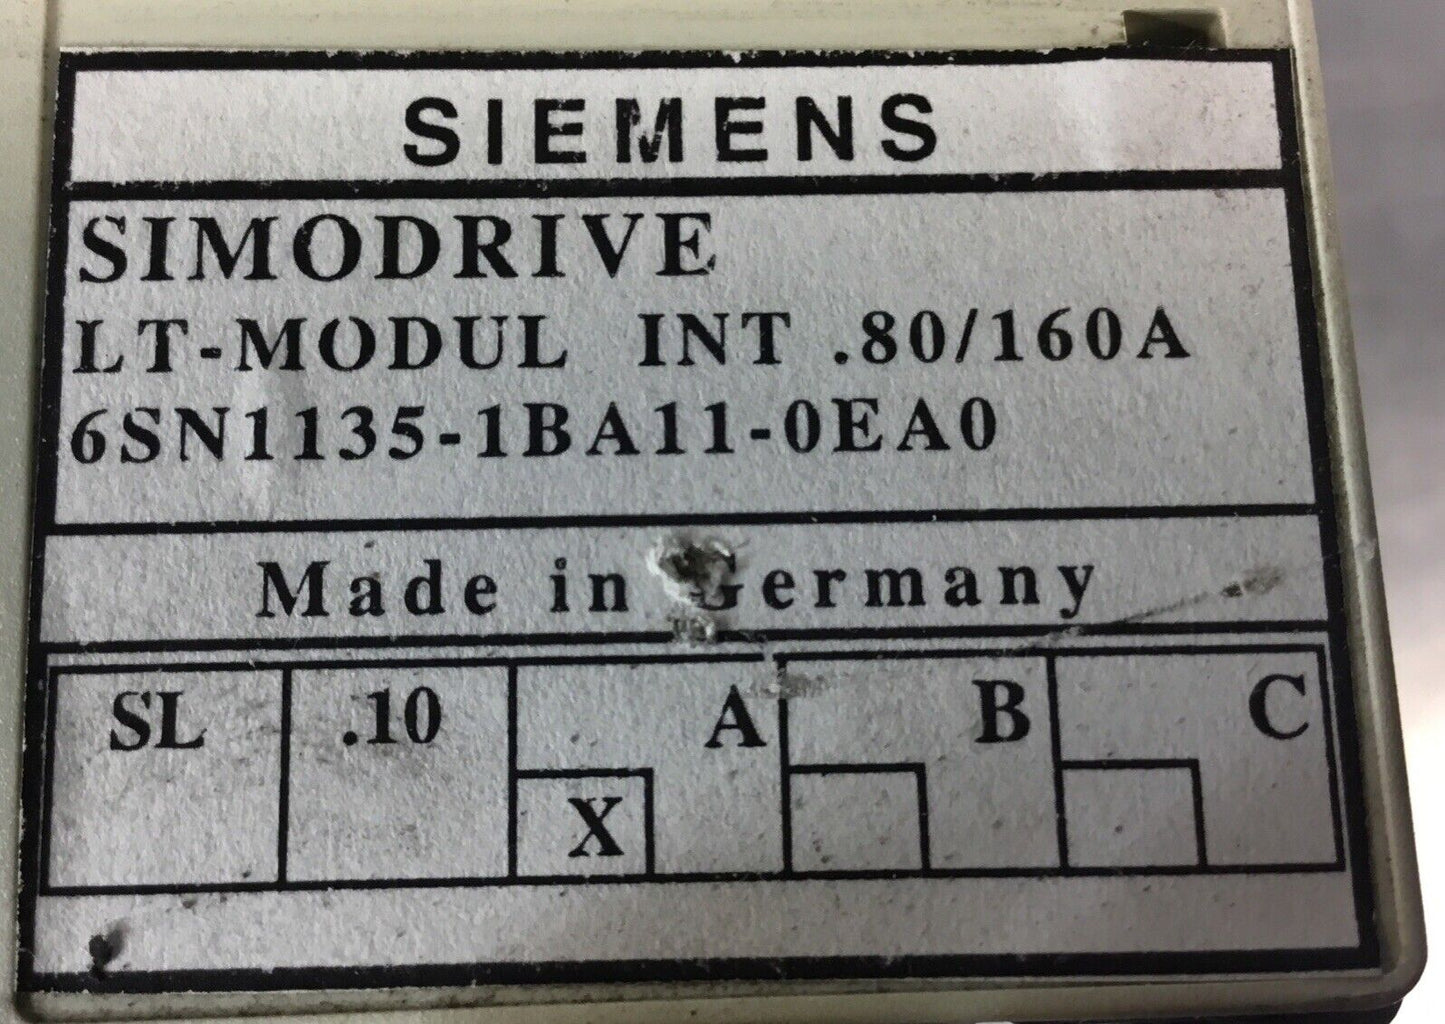 SIEMENS
SIMODRIVE
LT-MODUL INT .80/160A
6SN1135-1BA11-0EA0
Made in Germany
SL .10 A B C
X